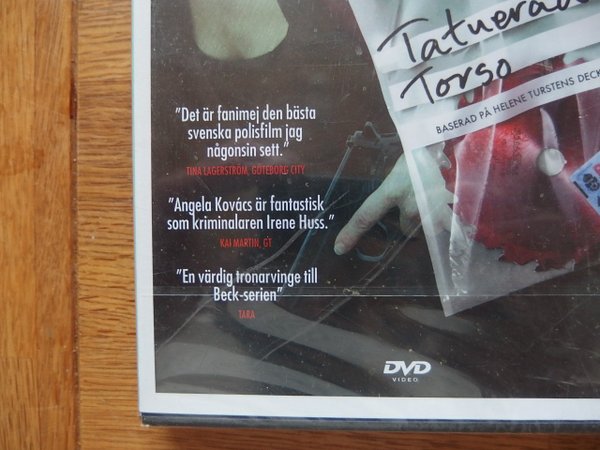 Torso
BASERAD PÅ HELENE TURSTENS
"Det är fanimej den bästa
svenska polisfilm jag
någonsin sett."
TINA LAGERSTRÖM, GÖTEBORG CITY
"Angela Kovács är fantastisk
som kriminalaren Irene Huss."
KAI MARTIN, GT
"En värdig tronarvinge till
Beck-serien"
TARA
DVD
VIDEO